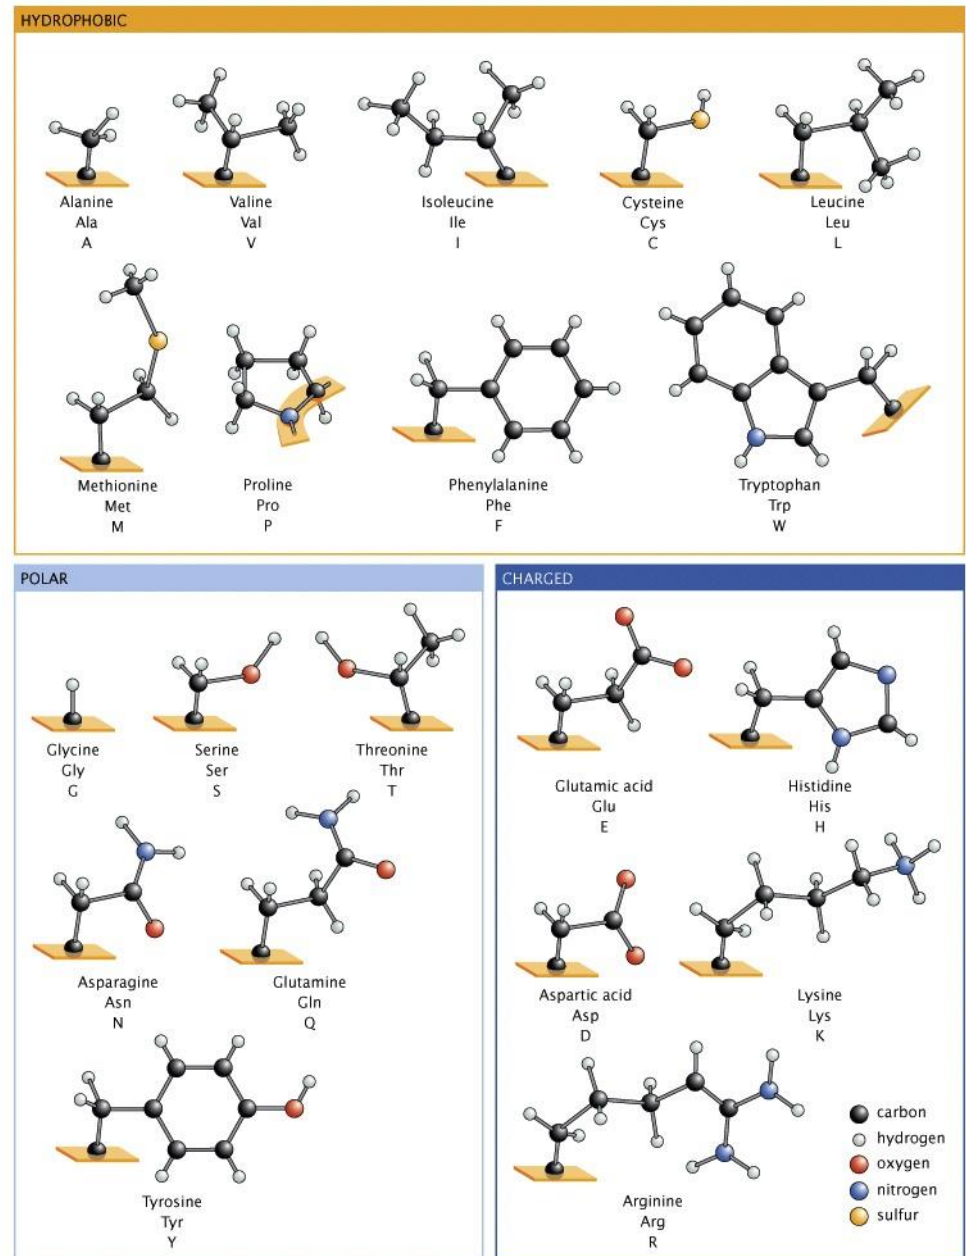 HYDROPHOBIC
Alanine
Ala
A
Valine
Val
V
Isoleucine
Ile
I
Cysteine
Cys
C
Leucine
Leu
L
Methionine
Met
M
Proline
Pro
P
Phenylalanine
Phe
F
Tryptophan
Trp
W
POLAR
Glycine
Gly
G
Serine
Ser
S
Threonine
Thr
T
Asparagine
Asn
N
Glutamine
Gln
Q
Tyrosine
Tyr
Y
CHARGED
Glutamic acid
Glu
E
Histidine
His
H
Aspartic acid
Asp
D
Lysine
Lys
K
Arginine
Arg
R
carbon
hydrogen
oxygen
nitrogen
sulfur